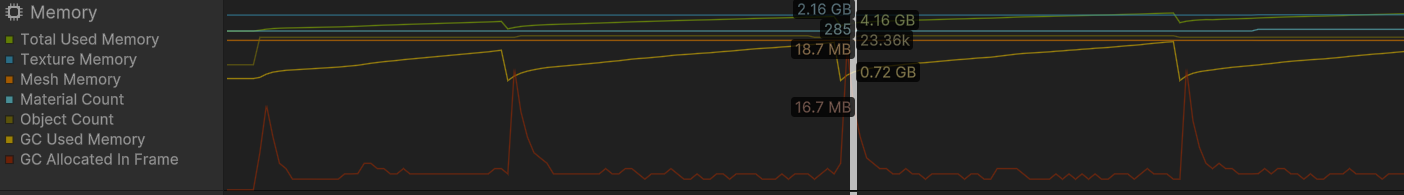 Memory
Total Used Memory
Texture Memory
Mesh Memory
Material Count
Object Count
GC Used Memory
GC Allocated In Frame
2.16 GB
4.16 GB
285
23.36k
18.7 MB
0.72 GB
16.7 MB